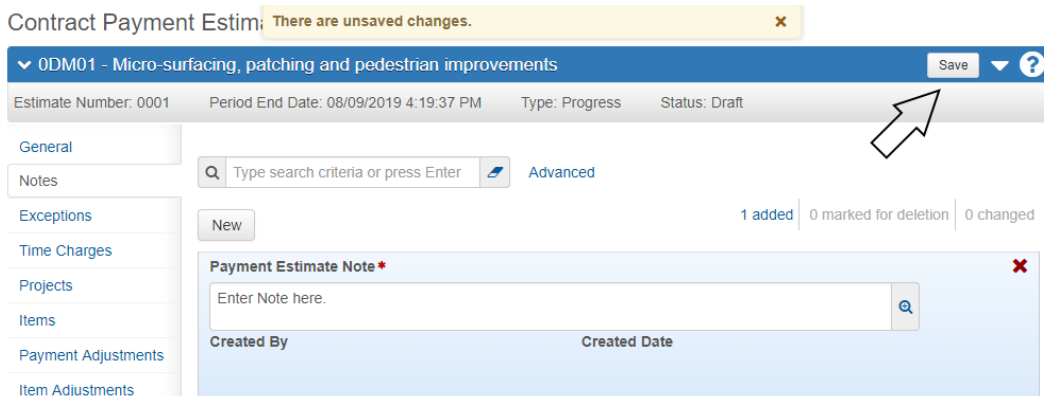 Contract Payment Estim
There are unsaved changes.
0DM01 - Micro-surfacing, patching and pedestrian improvements
Save
?
Estimate Number: 0001 Period End Date: 08/09/2019 4:19:37 PM Type: Progress Status: Draft
General
Notes
Exceptions
Time Charges
Projects
Items
Payment Adjustments
Item Adjustments
Type search criteria or press Enter
Advanced
New
1 added 0 marked for deletion 0 changed
Payment Estimate Note*
Enter Note here.
Created By Created Date